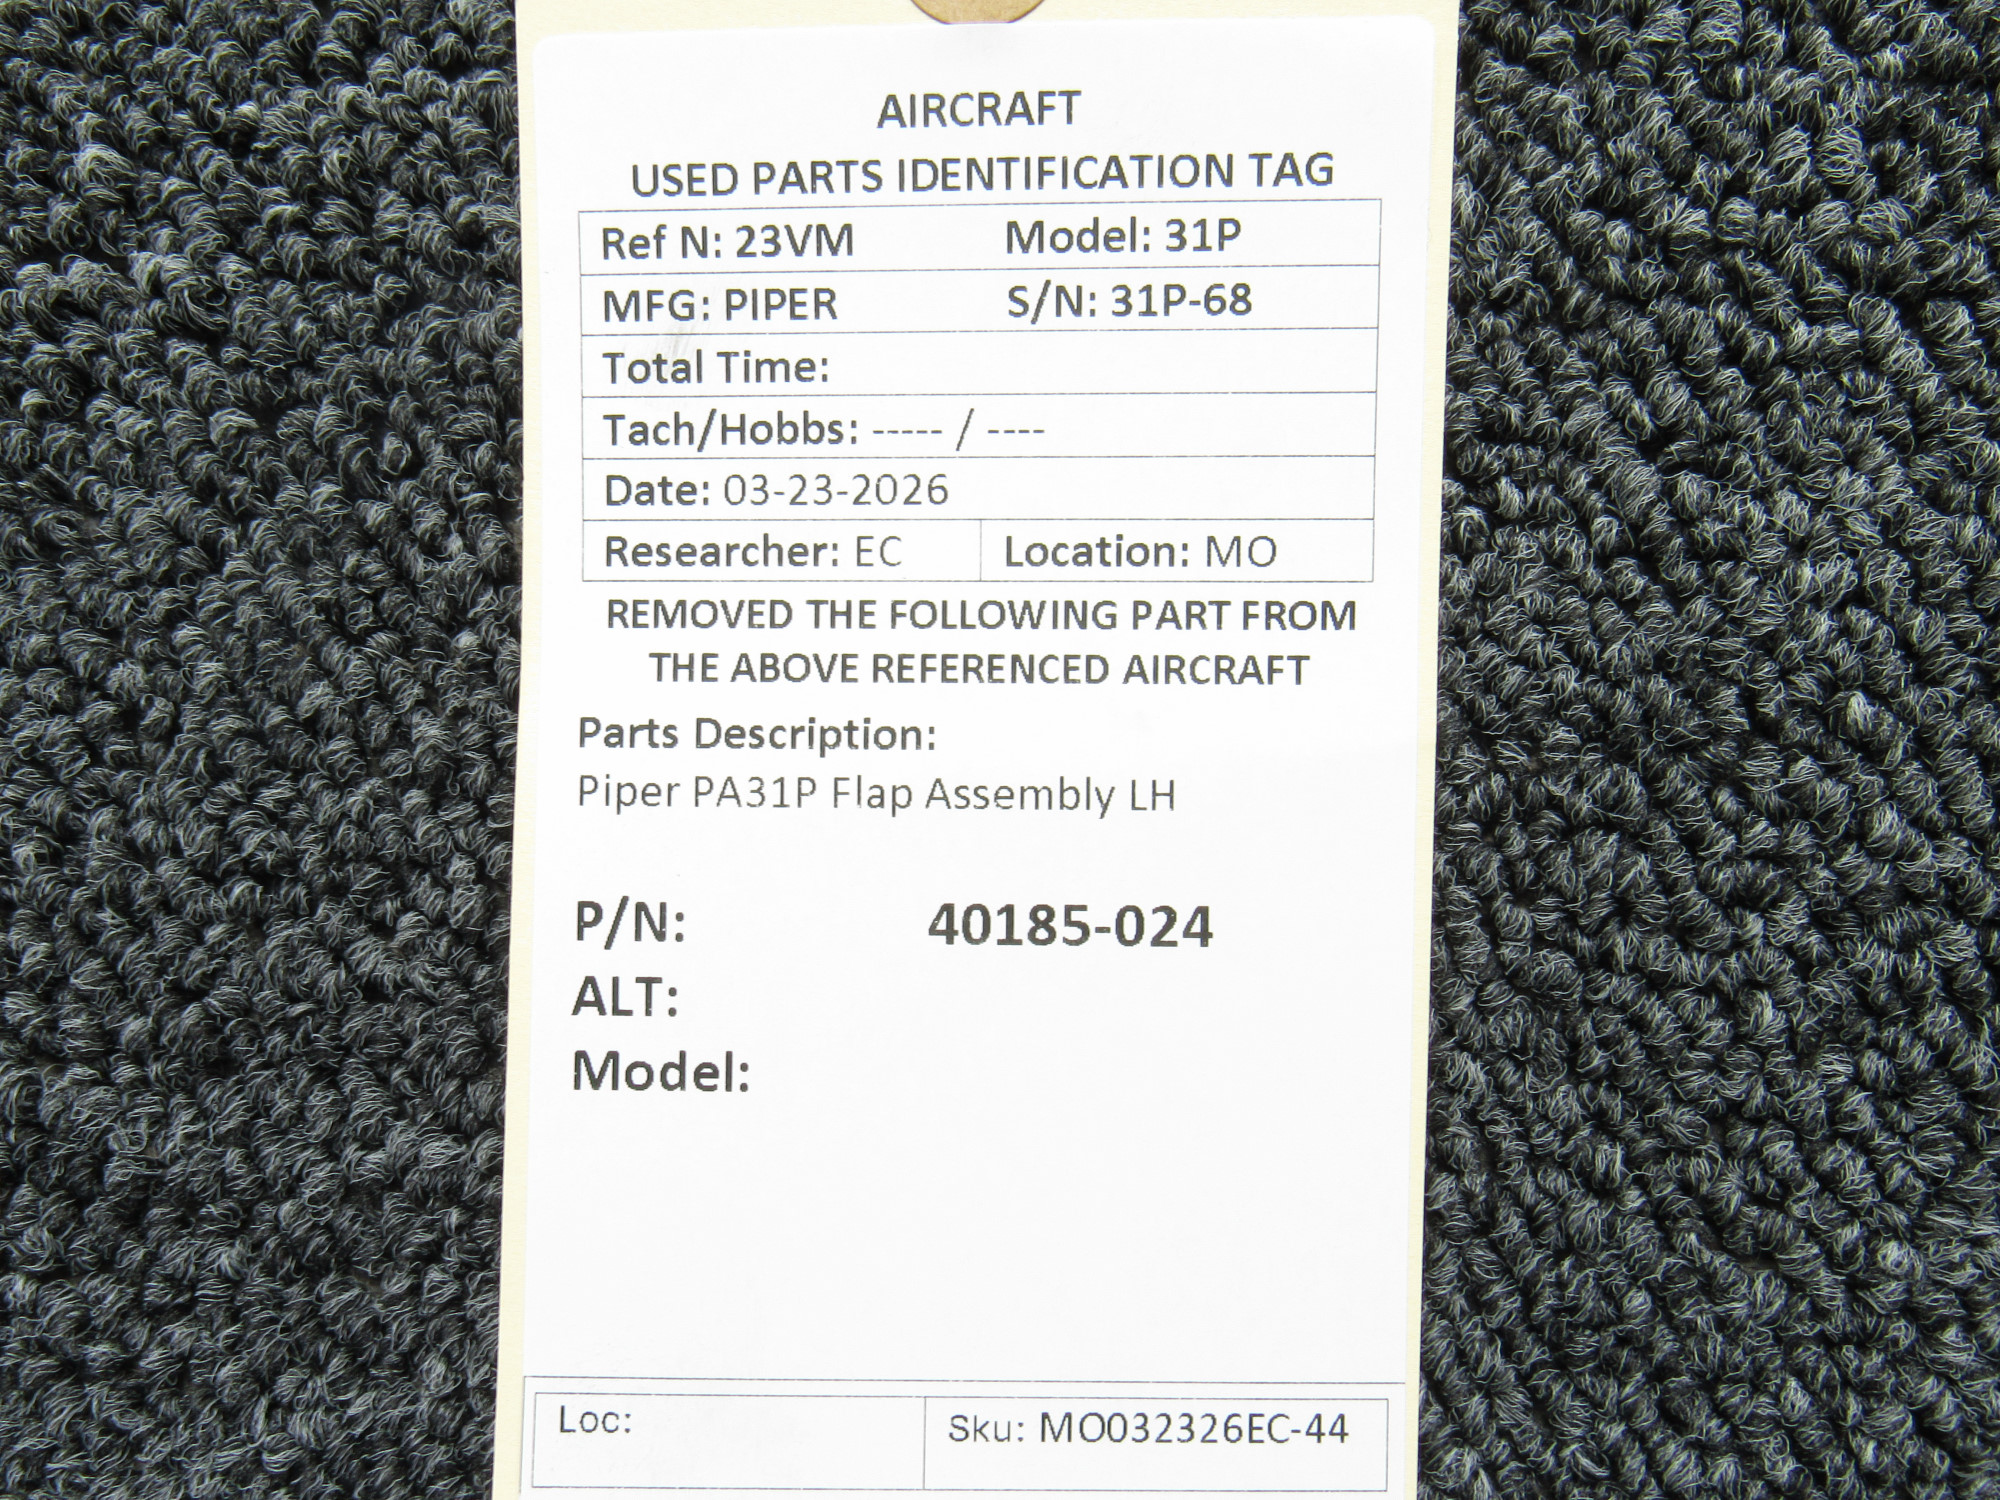 AIRCRAFT
USED PARTS IDENTIFICATION TAG
Ref N: 23VM Model: 31P
MFG: PIPER S/N: 31P-68
Total Time:
Tach/Hobbs: ----- / ----
Date: 03-23-2026
Researcher: EC Location: MO
REMOVED THE FOLLOWING PART FROM
THE ABOVE REFERENCED AIRCRAFT
Parts Description:
Piper PA31P Flap Assembly LH
P/N: 40185-024
ALT:
Model:
Loc: Sku: MO032326EC-44